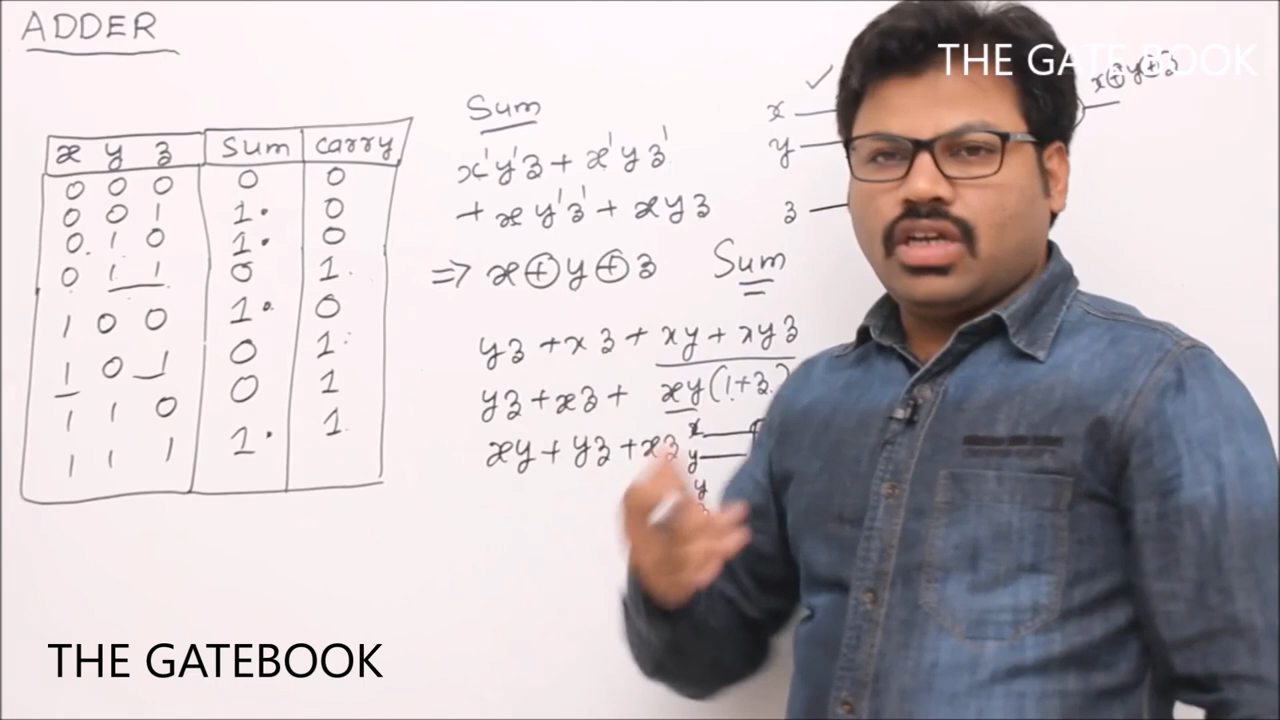 ADDER
THE GATE BOOK
x y z Sum carry
0 0 0 0 0
0 0 1 1. 0
0. 1 0 1. 0
0 1 1 0 1.
1 0 0 1. 0
1 0 1 0 1.
1 1 0 0 1
1 1 1 1. 1
Sum
x'y'z + x'yz'
+ xy'z' + xyz
⇒ x⊕y⊕z Sum
yz + xz + xy + xyz
yz + xz + xy(1+z)
xy + yz + xz
x
y
z
x⊕y⊕z
x
y
y
THE GATEBOOK